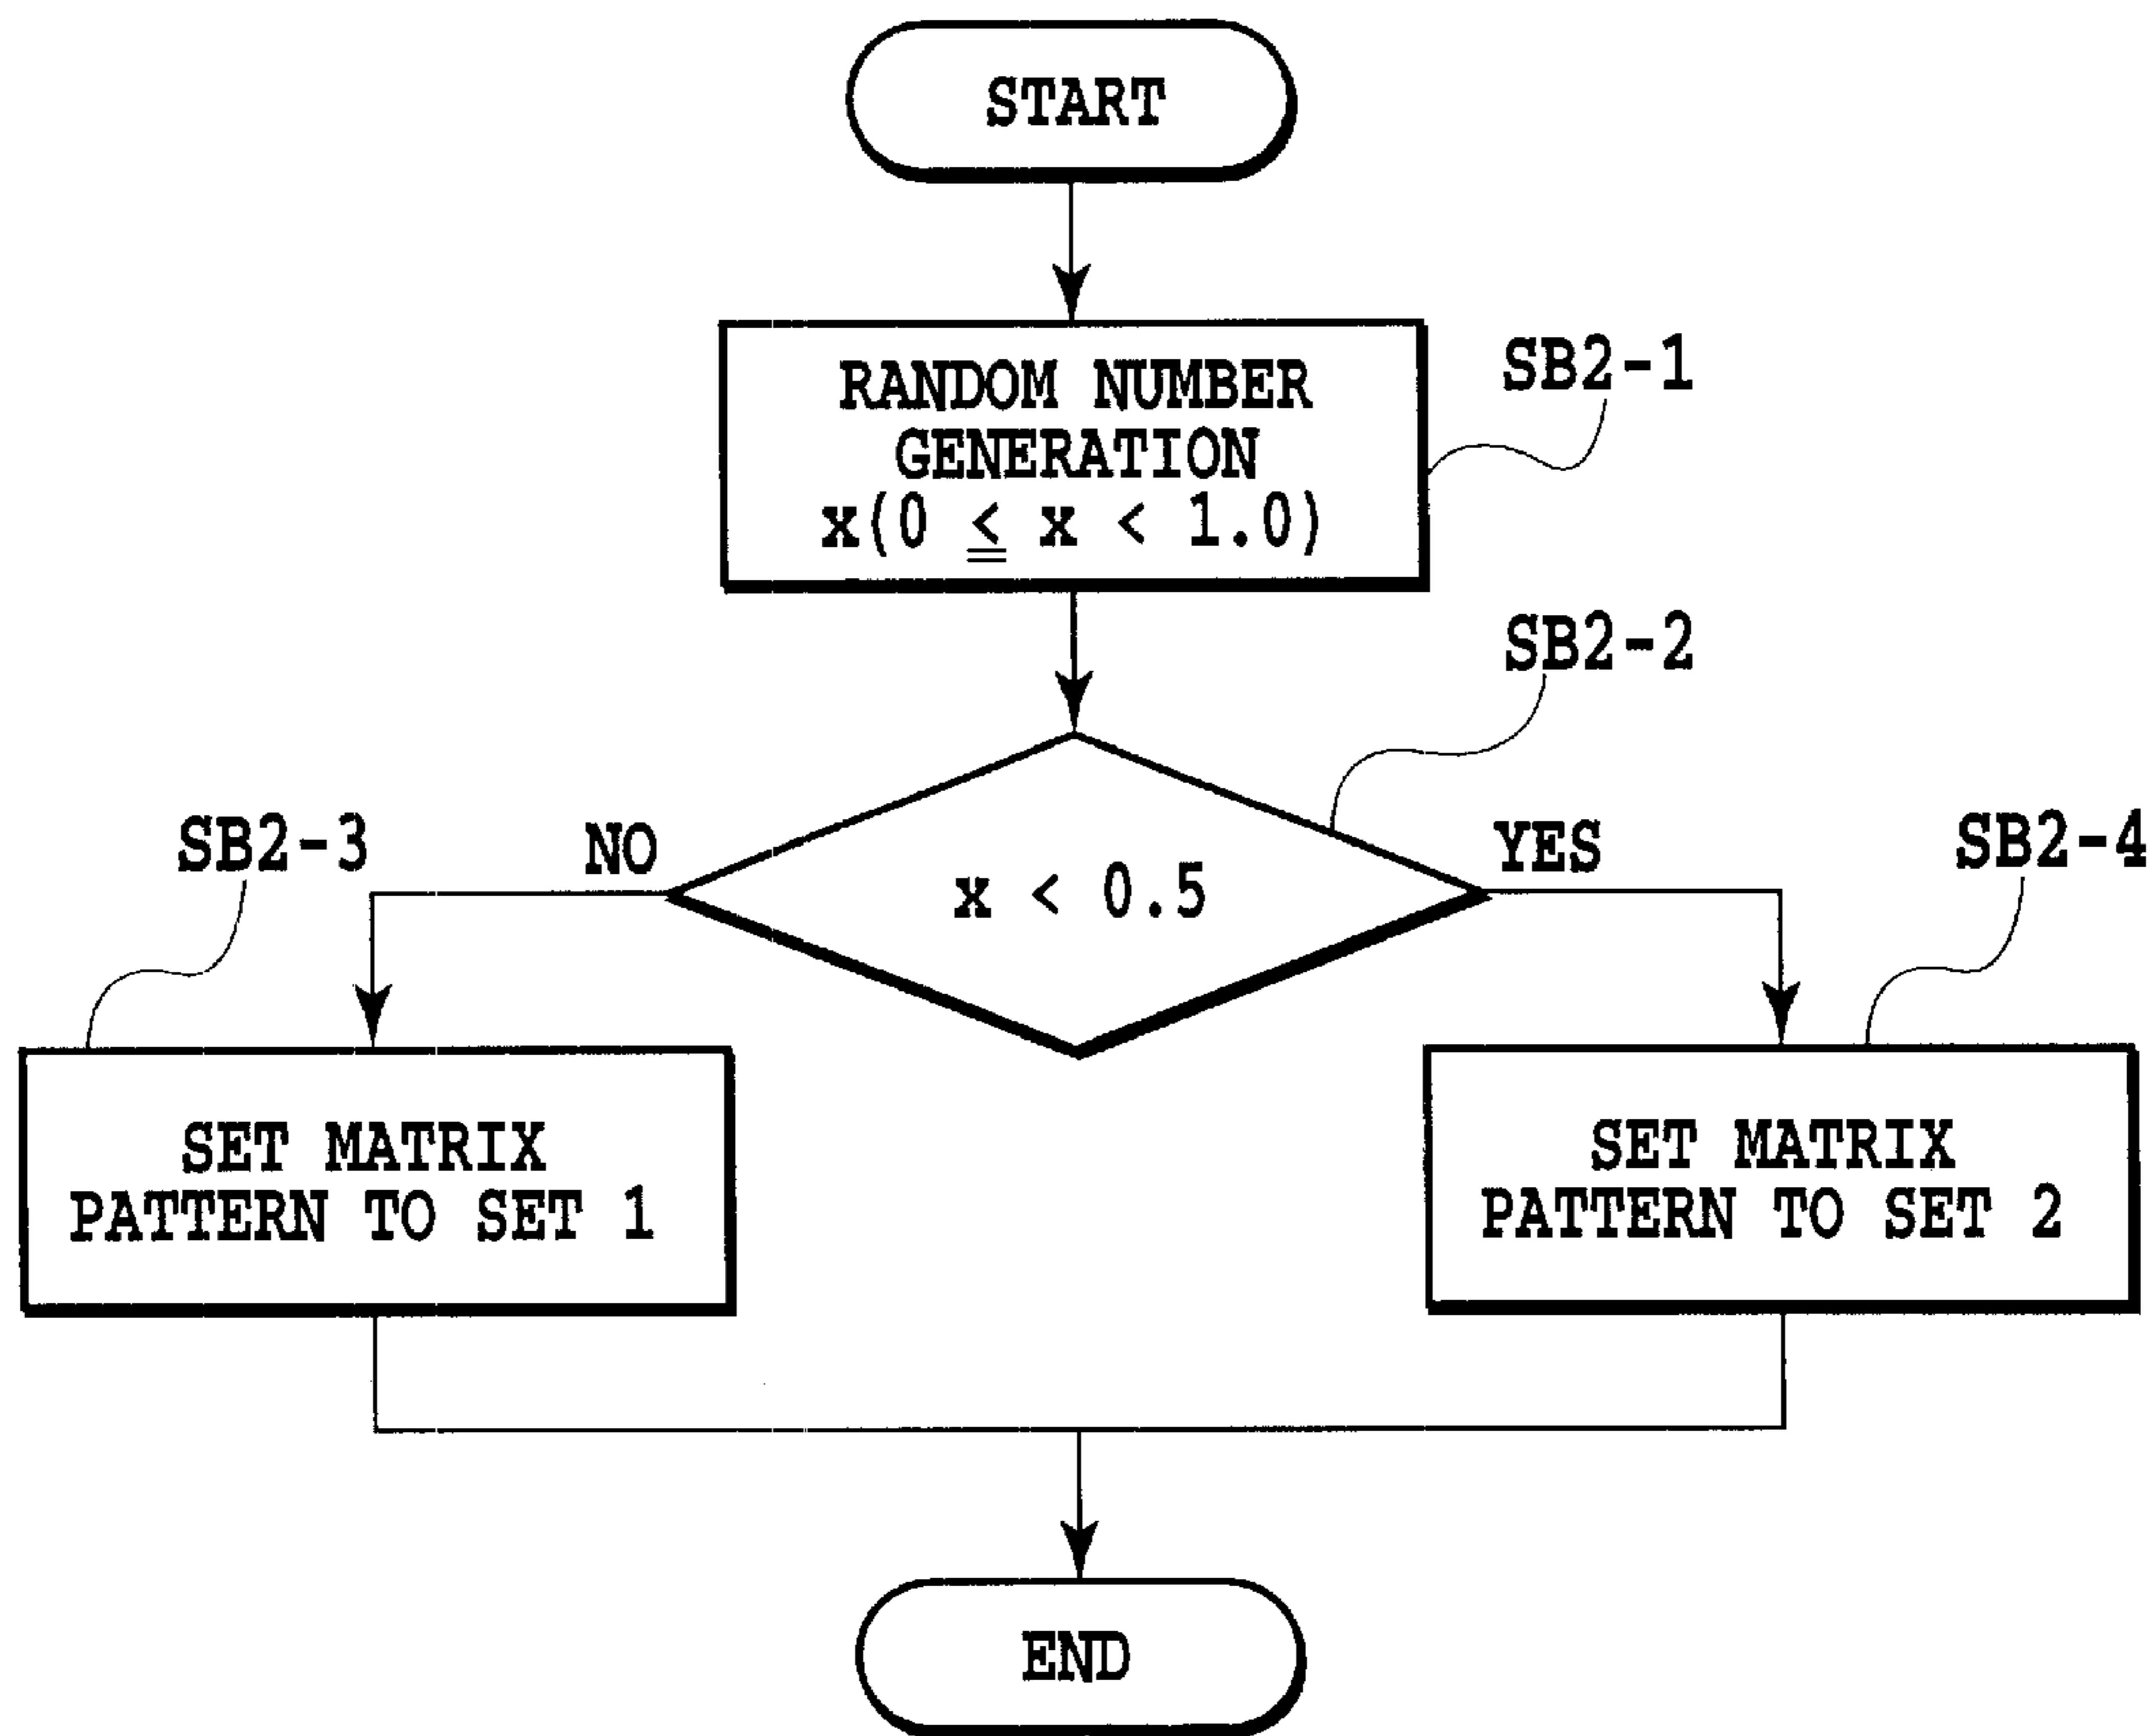 START
RANDOM NUMBER
GENERATION
x(0 ≦ x < 1.0)
SB2-1
SB2-2
x < 0.5
NO
YES
SB2-3
SB2-4
SET MATRIX
PATTERN TO SET 1
SET MATRIX
PATTERN TO SET 2
END